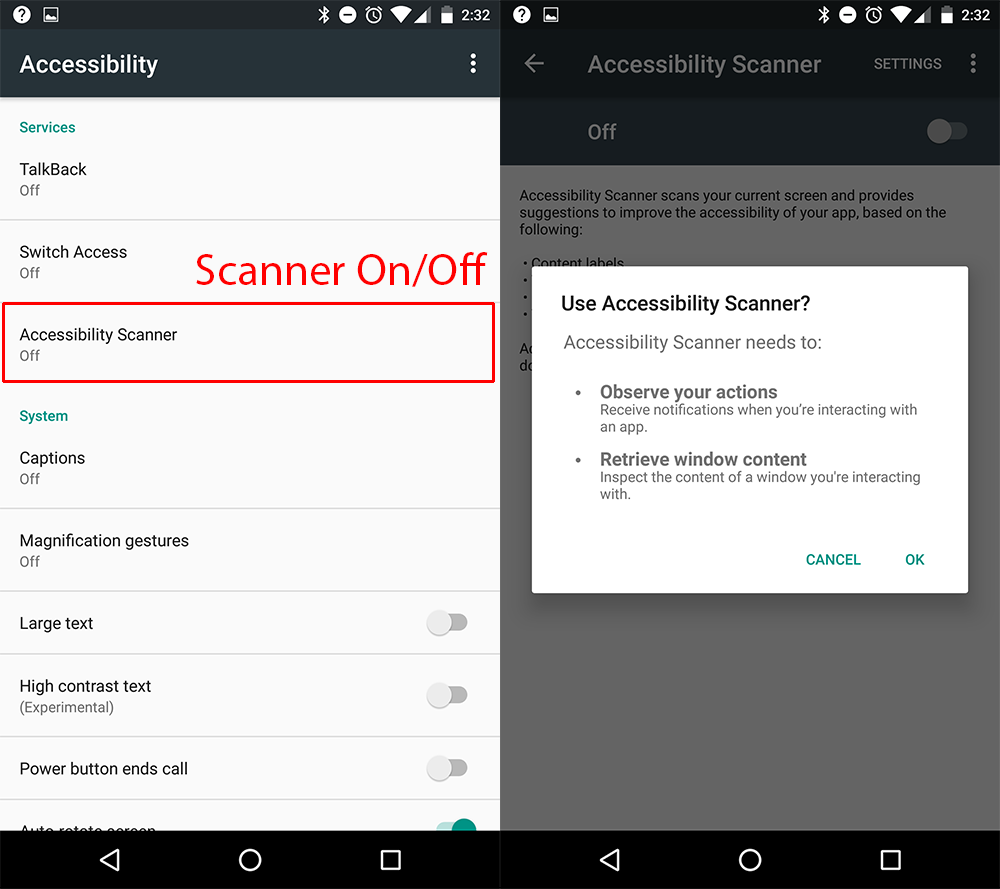 2:32
Accessibility
Services
TalkBack
Off
Switch Access
Off
Scanner On/Off
Accessibility Scanner
Off
System
Captions
Off
Magnification gestures
Off
Large text
High contrast text
(Experimental)
Power button ends call
Auto rotate screen
2:32
Accessibility Scanner SETTINGS
Off
Accessibility Scanner scans your current screen and provides
suggestions to improve the accessibility of your app, based on the
following:
• Content labels
Use Accessibility Scanner?
Accessibility Scanner needs to:
• Observe your actions
Receive notifications when you're interacting with
an app.
• Retrieve window content
Inspect the content of a window you're interacting
with.
CANCEL OK